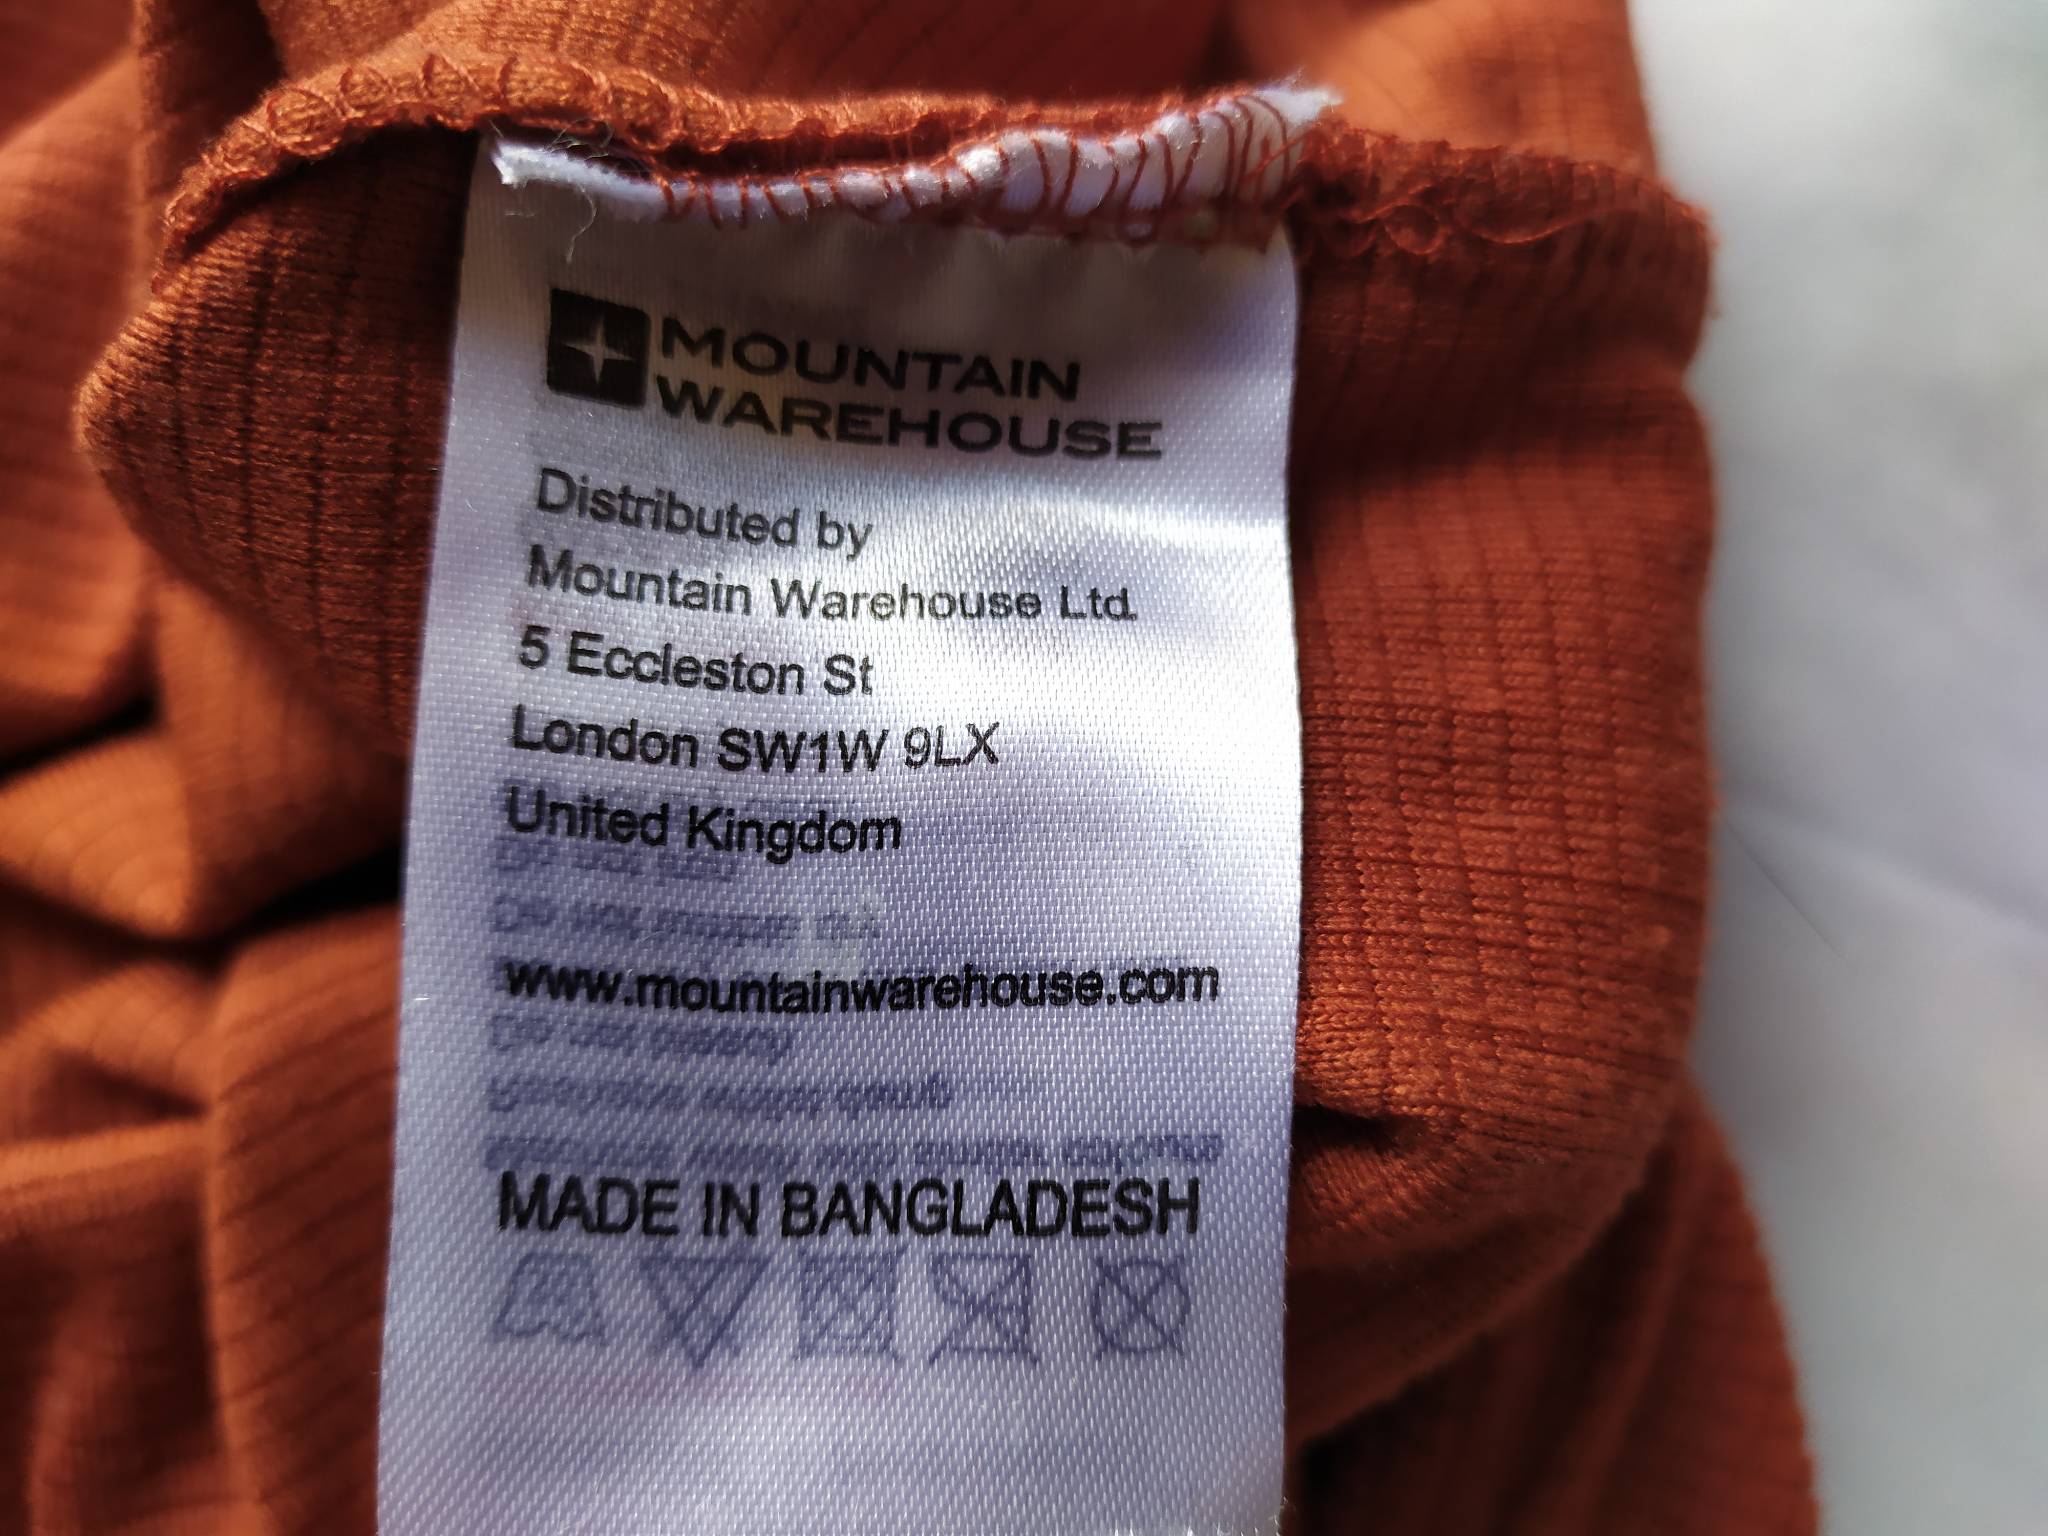 MOUNTAIN
WAREHOUSE
Distributed by
Mountain Warehouse Ltd.
5 Eccleston St
London SW1W 9LX
United Kingdom
www.mountainwarehouse.com
MADE IN BANGLADESH